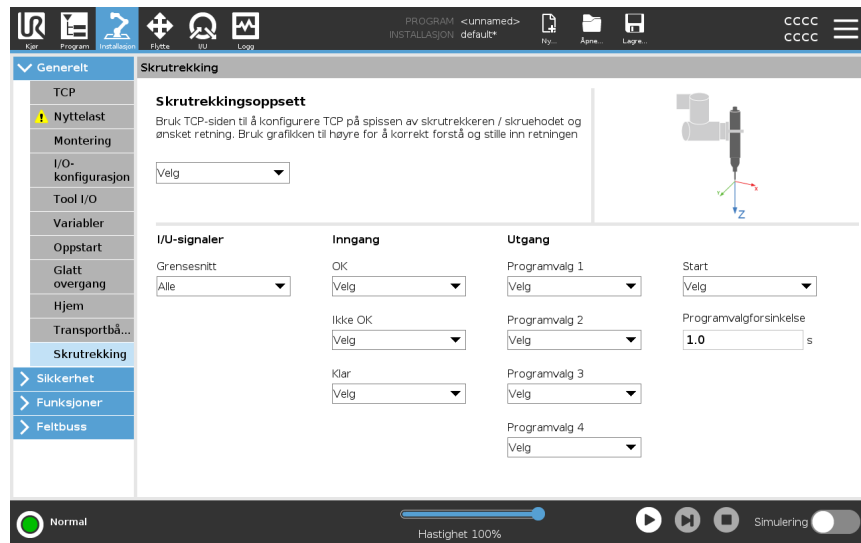 PROGRAM <unnamed>
INSTALLASJON default*
Kjør
Program
Installasjon
Flytte
I/U
Logg
Ny...
Åpne...
Lagre...
CCCC
CCCC
Generelt
TCP
Nyttelast
Montering
I/O-
konfigurasjon
Tool I/O
Variabler
Oppstart
Glatt
overgang
Hjem
Transportbå...
Skrutrekking
Sikkerhet
Funksjoner
Feltbuss
Skrutrekking
Skrutrekkingsoppsett
Bruk TCP-siden til å konfigurere TCP på spissen av skrutrekkeren / skruehodet og
ønsket retning. Bruk grafikken til høyre for å korrekt forstå og stille inn retningen
Velg
Y
X
Z
I/U-signaler
Grensesnitt
Alle
Inngang
OK
Velg
Ikke OK
Velg
Klar
Velg
Utgang
Programvalg 1
Velg
Programvalg 2
Velg
Programvalg 3
Velg
Programvalg 4
Velg
Start
Velg
Programvalgforsinkelse
1.0 s
Normal
Hastighet 100%
Simulering